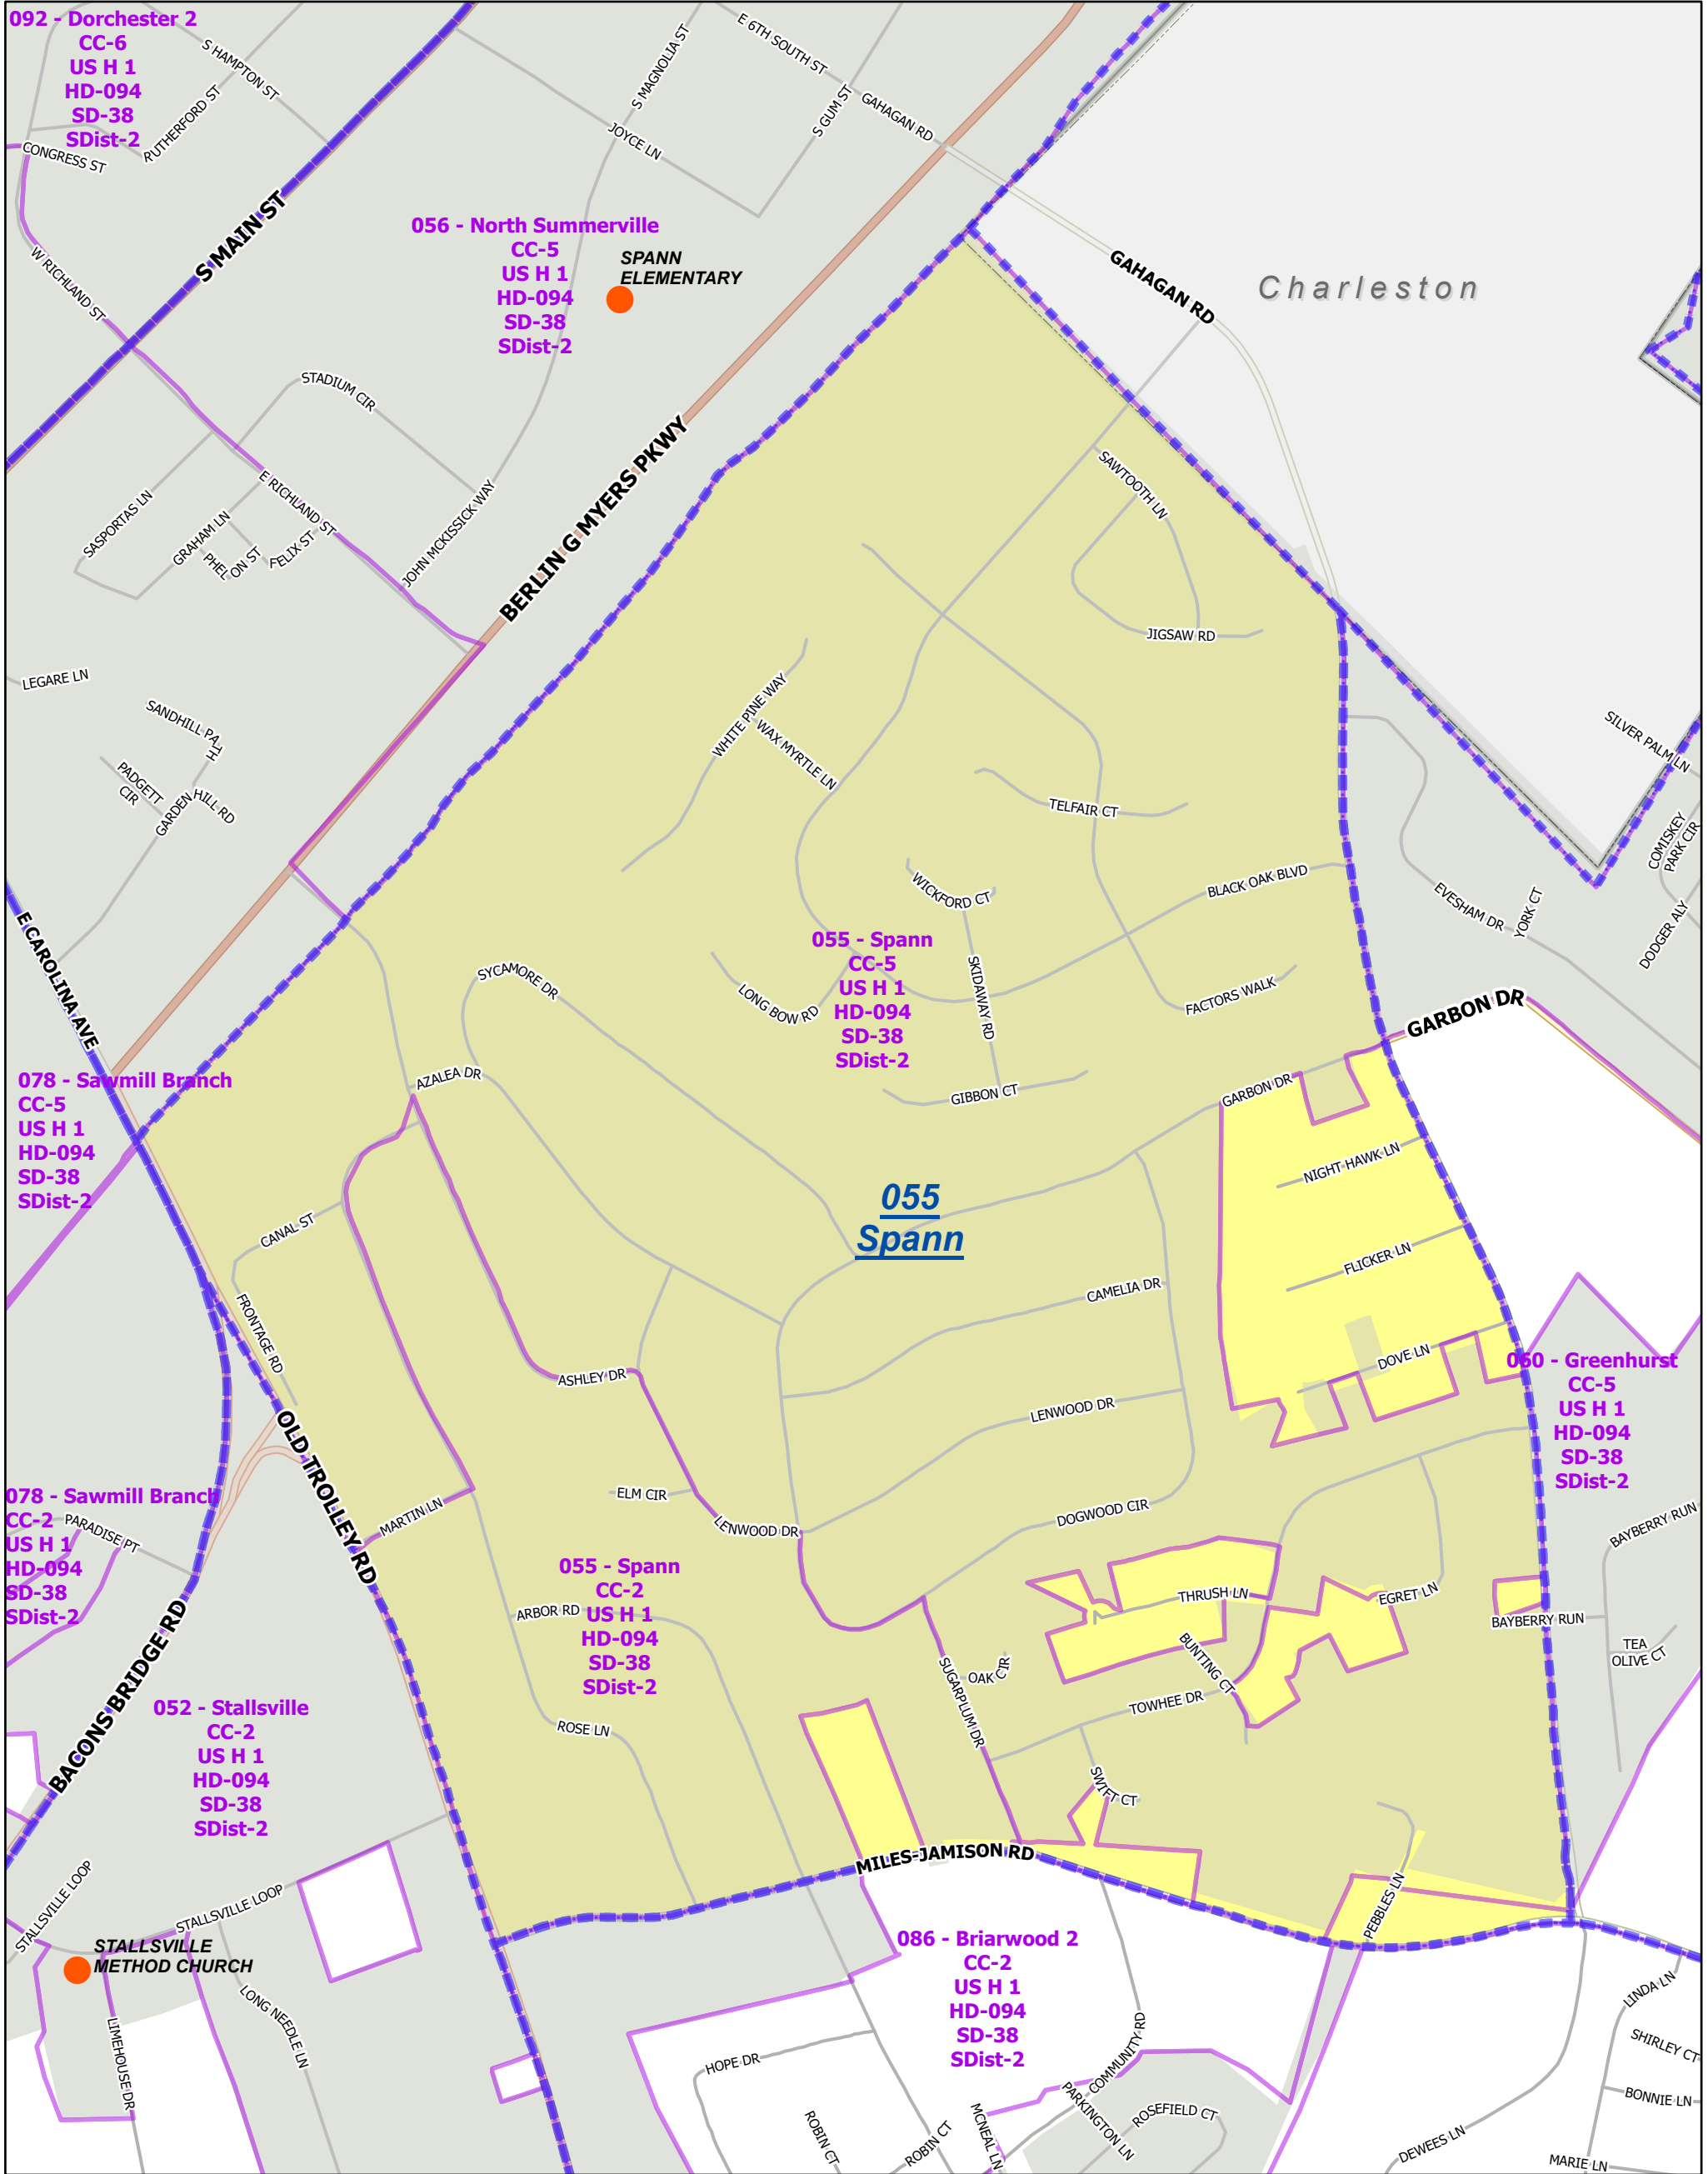 092 - Dorchester 2
CC-6
US H 1
HD-094
SD-38
SDist-2
S HAMPTON ST
RUTHERFORD ST
CONGRESS ST
S MAIN ST
W RICHLAND ST
S MAGNOLIA ST
E 6TH SOUTH ST
JOYCE LN
S GUM ST
GAHAGAN RD
056 - North Summerville
CC-5
US H 1
HD-094
SD-38
SDist-2
SPANN
ELEMENTARY
GAHAGAN RD
Charleston
STADIUM CIR
E RICHLAND ST
SASPORTAS LN
GRAHAM LN
PHELON ST
FELIX ST
JOHN MCKISSICK WAY
BERLIN G MYERS PKWY
SAWTOOTH LN
JIGSAW RD
LEGARE LN
SANDHILL PATH
PADGETT
CIR
GARDEN HILL RD
WHITE PINE WAY
WAX MYRTLE LN
TELFAIR CT
SILVER PALM LN
COMISKEY
PARK CIR
WICKFORD CT
BLACK OAK BLVD
EVESHAM DR
YORK CT
DODGER ALY
E CAROLINA AVE
055 - Spann
CC-5
US H 1
HD-094
SD-38
SDist-2
SYCAMORE DR
LONG BOW RD
SKIDAWAY RD
FACTORS WALK
GARBON DR
078 - Sawmill Branch
CC-5
US H 1
HD-094
SD-38
SDist-2
AZALEA DR
GIBBON CT
GARBON DR
NIGHT HAWK LN
055
Spann
CANAL ST
FLICKER LN
CAMELIA DR
FRONTAGE RD
DOVE LN
060 - Greenhurst
CC-5
US H 1
HD-094
SD-38
SDist-2
ASHLEY DR
LENWOOD DR
OLD TROLLEY RD
078 - Sawmill Branch
CC-2
US H 1
HD-094
SD-38
SDist-2
PARADISE PT
MARTIN LN
ELM CIR
LENWOOD DR
DOGWOOD CIR
BAYBERRY RUN
055 - Spann
CC-2
US H 1
HD-094
SD-38
SDist-2
ARBOR RD
THRUSH LN
EGRET LN
BAYBERRY RUN
TEA
OLIVE CT
BACONS BRIDGE RD
BUNTING CT
OAK CIR
SUGARPLUM DR
TOWHEE DR
ROSE LN
052 - Stallsville
CC-2
US H 1
HD-094
SD-38
SDist-2
SWIFT CT
MILES-JAMISON RD
STALLSVILLE LOOP
STALLSVILLE LOOP
PEBBLES LN
STALLSVILLE
METHOD CHURCH
086 - Briarwood 2
CC-2
US H 1
HD-094
SD-38
SDist-2
LONG NEEDLE LN
LIMEHOUSE DR
LINDA LN
SHIRLEY CT
HOPE DR
COMMUNITY RD
BONNIE LN
ROBIN CT
ROBIN CT
MCNEAL LN
PARKINGTON LN
ROSEFIELD CT
DEWEES LN
MARIE LN